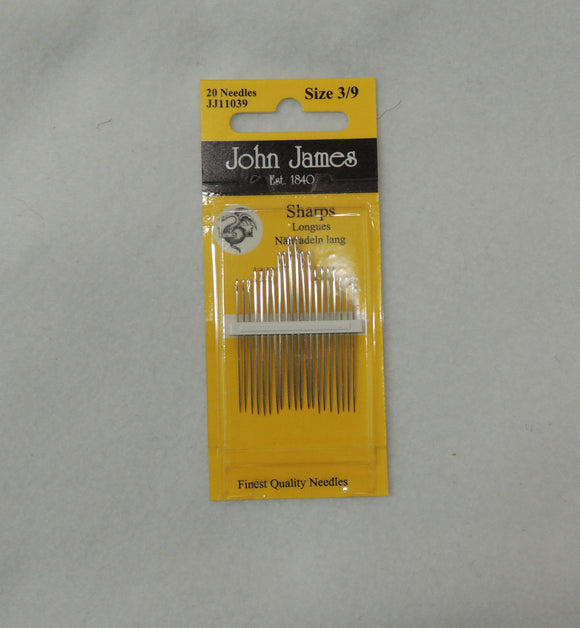 20 Needles
JJ11039
Size 3/9
John James
Est. 1840
Sharps
Longues
Nähnadeln lang
Finest Quality Needles